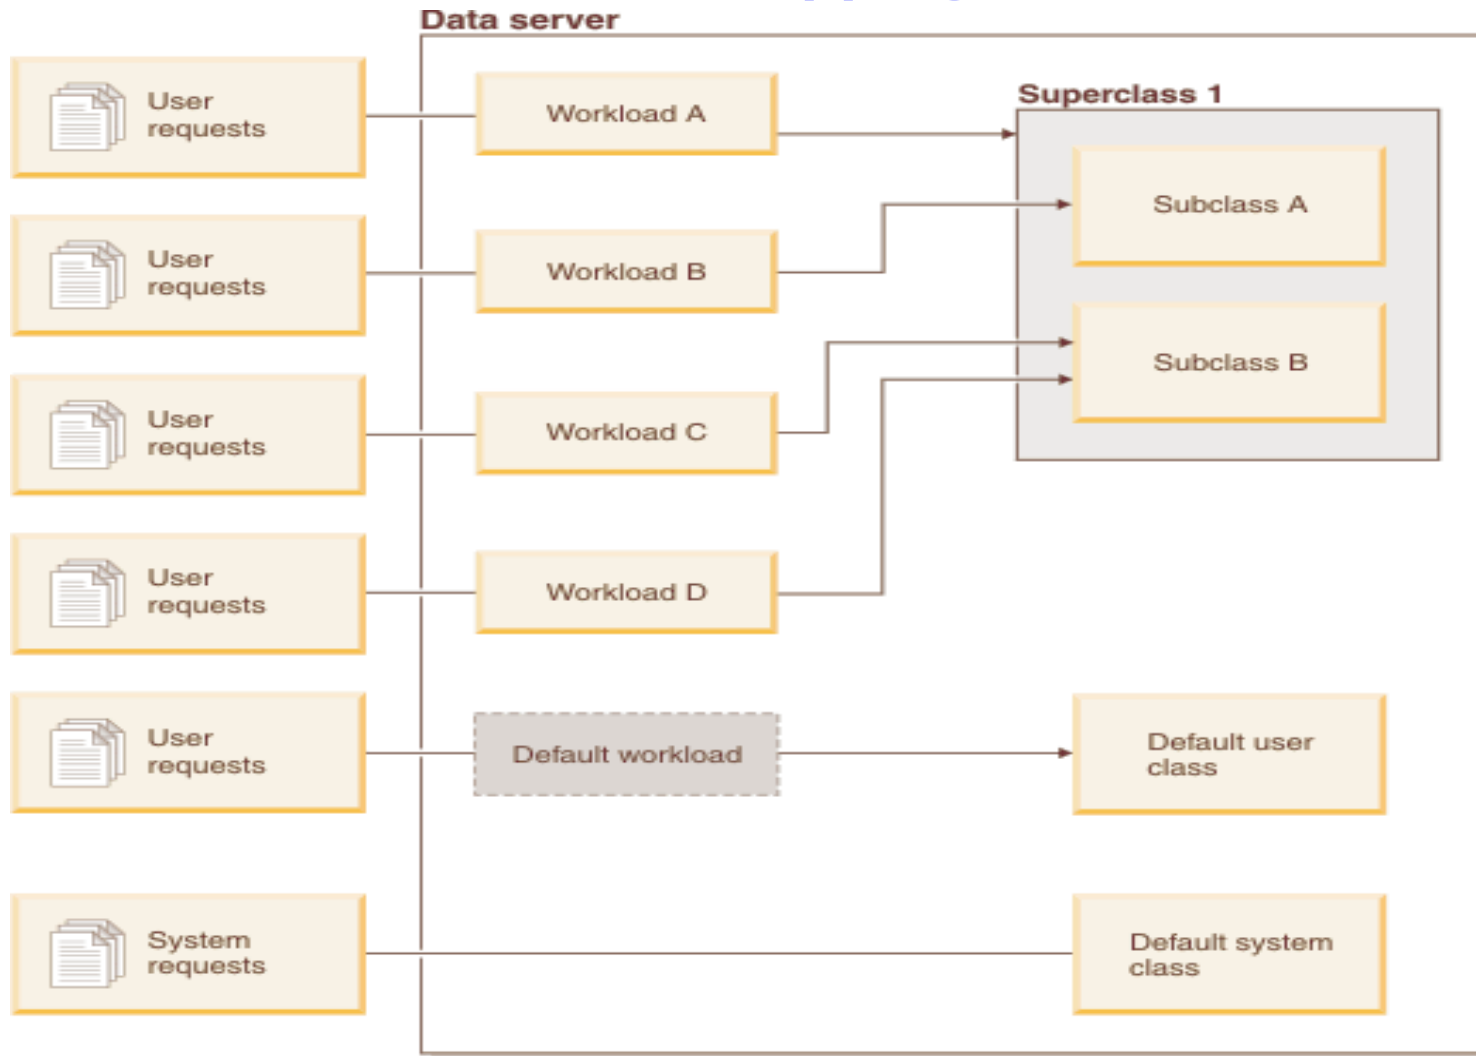 Data server
User
requests
Workload A
Superclass 1
Subclass A
User
requests
Workload B
User
requests
Workload C
Subclass B
User
requests
Workload D
User
requests
Default workload
Default user
class
System
requests
Default system
class